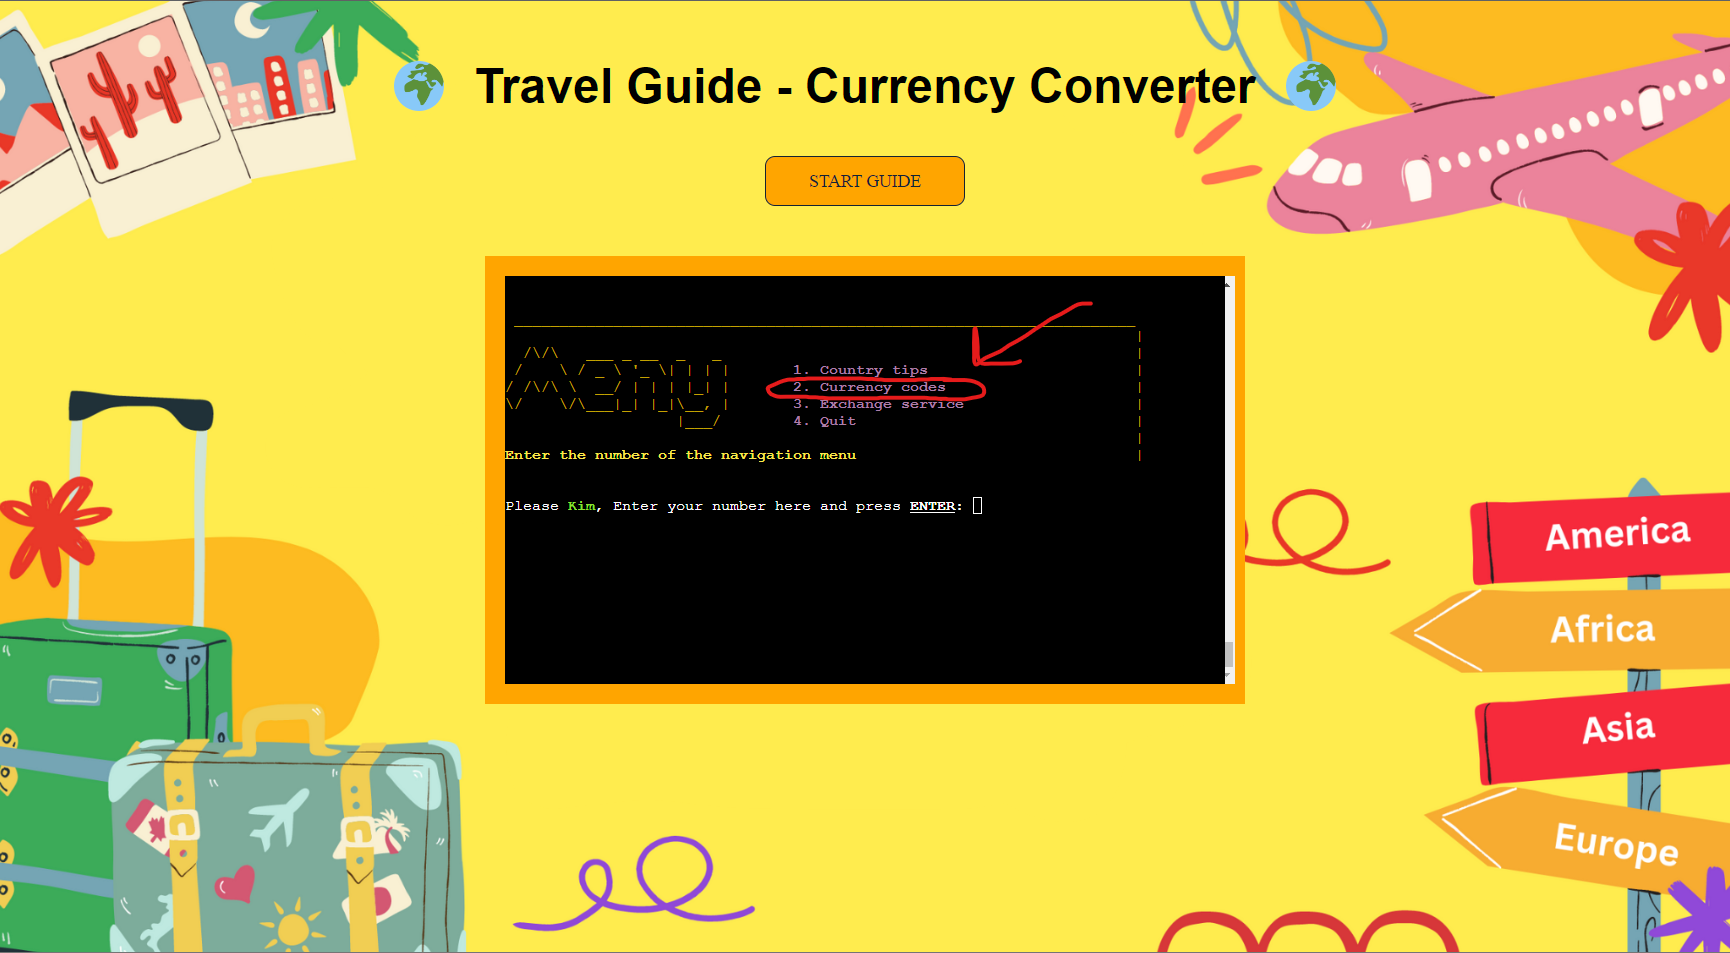 Travel Guide - Currency Converter
START GUIDE
Menu
1. Country tips
2. Currency codes
3. Exchange service
4. Quit
Enter the number of the navigation menu
Please Kim, Enter your number here and press ENTER:
America
Africa
Asia
Europe